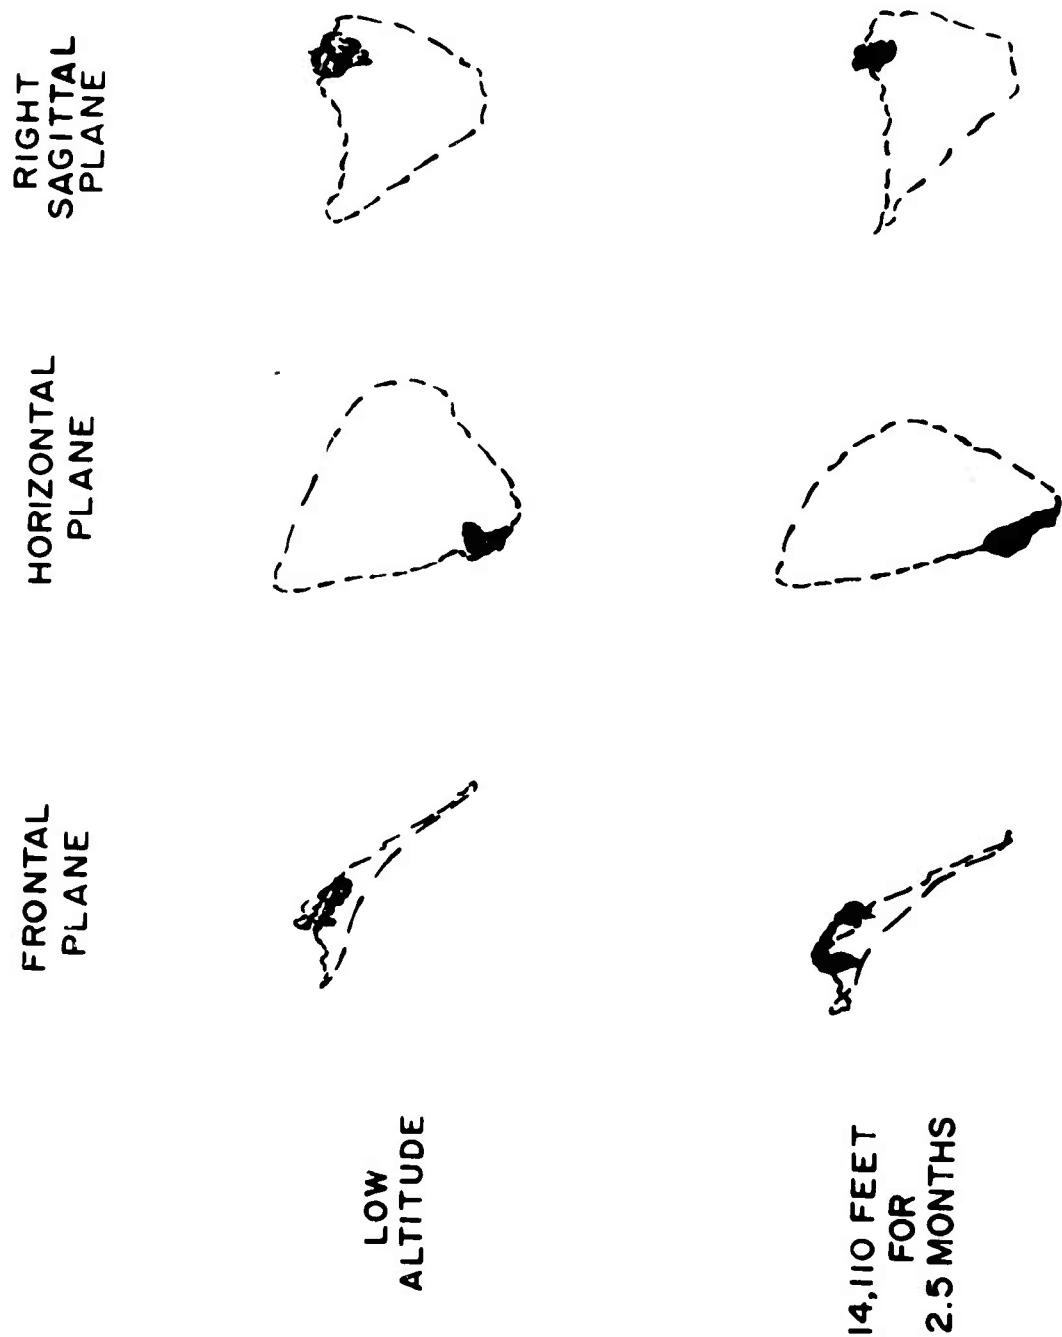 FRONTAL
PLANE
HORIZONTAL
PLANE
RIGHT
SAGITTAL
PLANE
LOW
ALTITUDE
14,110 FEET
FOR
2.5 MONTHS